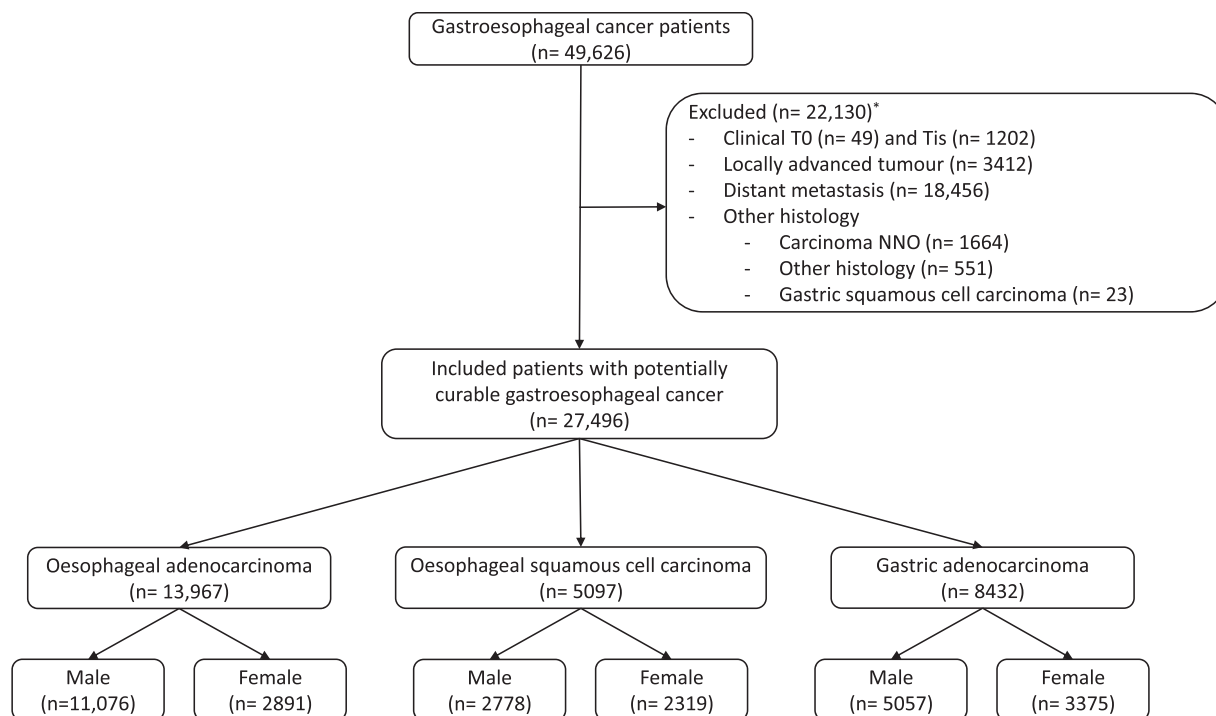 Gastroesophageal cancer patients
(n= 49,626)
Excluded (n= 22,130)*
- Clinical T0 (n= 49) and Tis (n= 1202)
- Locally advanced tumour (n= 3412)
- Distant metastasis (n= 18,456)
- Other histology
- Carcinoma NNO (n= 1664)
- Other histology (n= 551)
- Gastric squamous cell carcinoma (n= 23)
Included patients with potentially
curable gastroesophageal cancer
(n= 27,496)
Oesophageal adenocarcinoma
(n= 13,967)
Oesophageal squamous cell carcinoma
(n= 5097)
Gastric adenocarcinoma
(n= 8432)
Male
(n=11,076)
Female
(n= 2891)
Male
(n= 2778)
Female
(n= 2319)
Male
(n= 5057)
Female
(n= 3375)